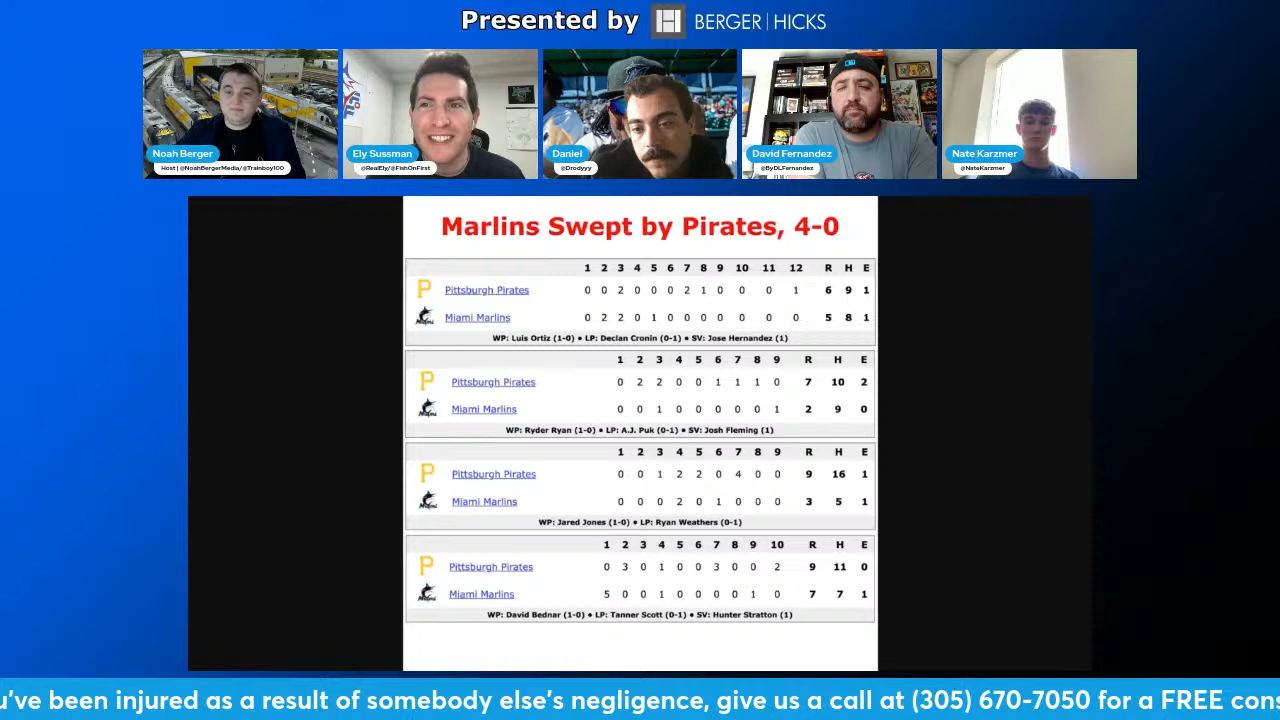 Presented by BERGER | HICKS
Noah Berger
Host | @NoahBergerMedia/@Trainboy100
Ely Sussman
@RealEly/@FishOnFirst
Daniel
@Drodyyy
David Fernandez
@ByDLFernandez
Nate Karzmer
@NateKarzmer
Marlins Swept by Pirates, 4-0
1 2 3 4 5 6 7 8 9 10 11 12 R H E
P Pittsburgh Pirates 0 0 2 0 0 0 2 1 0 0 0 1 6 9 1
Miami Marlins 0 2 2 0 1 0 0 0 0 0 0 0 5 8 1
WP: Luis Ortiz (1-0) ● LP: Declan Cronin (0-1) ● SV: Jose Hernandez (1)
1 2 3 4 5 6 7 8 9 R H E
P Pittsburgh Pirates 0 2 2 0 0 1 1 1 0 7 10 2
Miami Marlins 0 0 1 0 0 0 0 0 1 2 9 0
WP: Ryder Ryan (1-0) ● LP: A.J. Puk (0-1) ● SV: Josh Fleming (1)
1 2 3 4 5 6 7 8 9 R H E
P Pittsburgh Pirates 0 0 1 2 2 0 4 0 0 9 16 1
Miami Marlins 0 0 0 2 0 1 0 0 0 3 5 1
WP: Jared Jones (1-0) ● LP: Ryan Weathers (0-1)
1 2 3 4 5 6 7 8 9 10 R H E
P Pittsburgh Pirates 0 3 0 1 0 0 3 0 0 2 9 11 0
Miami Marlins 5 0 0 1 0 0 0 0 1 0 7 7 1
WP: David Bednar (1-0) ● LP: Tanner Scott (0-1) ● SV: Hunter Stratton (1)
u've been injured as a result of somebody else's negligence, give us a call at (305) 670-7050 for a FREE cons